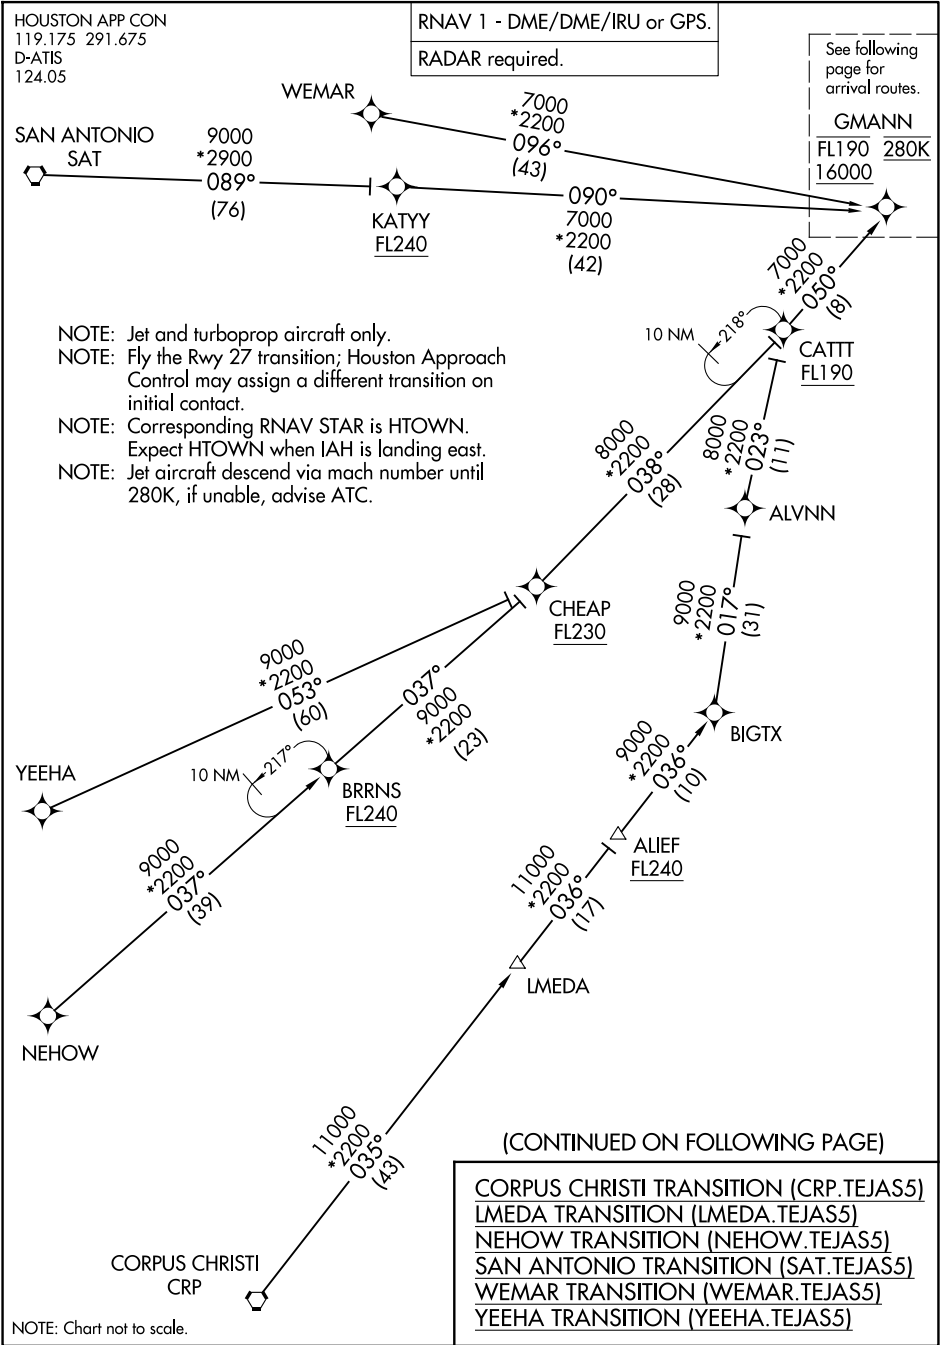 HOUSTON APP CON
119.175 291.675
D-ATIS
124.05
RNAV 1 - DME/DME/IRU or GPS.
RADAR required.
See following
page for
arrival routes.
GMANN
FL190 280K
16000
WEMAR
7000
*2200
096°
(43)
SAN ANTONIO
SAT
9000
*2900
089°
(76)
KATYY
FL240
090°
7000
*2200
(42)
7000
*2200
050°
(8)
NOTE: Jet and turboprop aircraft only.
NOTE: Fly the Rwy 27 transition; Houston Approach
Control may assign a different transition on
initial contact.
NOTE: Corresponding RNAV STAR is HTOWN.
Expect HTOWN when IAH is landing east.
NOTE: Jet aircraft descend via mach number until
280K, if unable, advise ATC.
10 NM
218°
CATTT
FL190
8000
*2200
038°
(28)
8000
*2200
023°
(11)
ALVNN
CHEAP
FL230
9000
*2200
017°
(31)
9000
*2200
053°
(60)
037°
9000
*2200
(23)
BIGTX
YEEHA
10 NM
217°
BRRNS
FL240
9000
*2200
036°
(10)
ALIEF
FL240
9000
*2200
037°
(39)
11000
*2200
036°
(17)
LMEDA
NEHOW
11000
*2200
035°
(43)
CORPUS CHRISTI
CRP
(CONTINUED ON FOLLOWING PAGE)
CORPUS CHRISTI TRANSITION (CRP.TEJAS5)
LMEDA TRANSITION (LMEDA.TEJAS5)
NEHOW TRANSITION (NEHOW.TEJAS5)
SAN ANTONIO TRANSITION (SAT.TEJAS5)
WEMAR TRANSITION (WEMAR.TEJAS5)
YEEHA TRANSITION (YEEHA.TEJAS5)
NOTE: Chart not to scale.